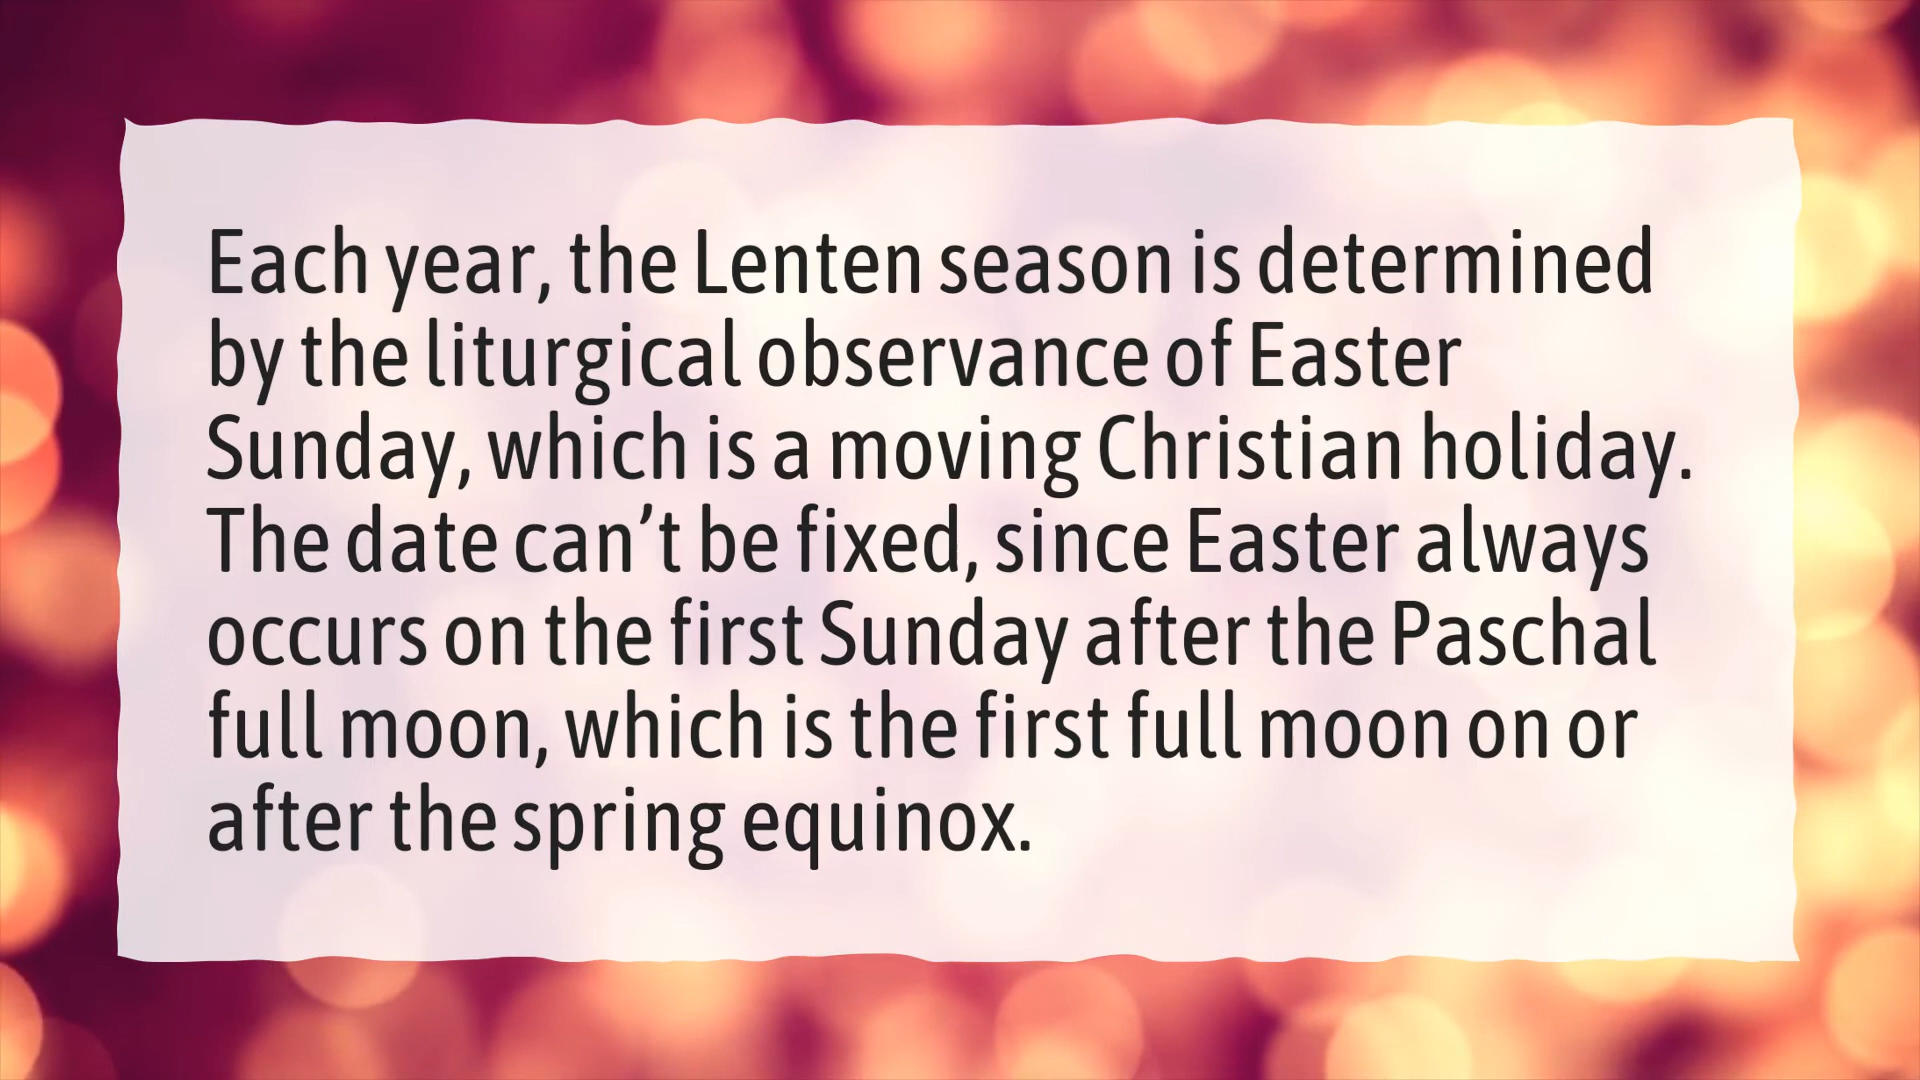 Each year, the Lenten season is determined
by the liturgical observance of Easter
Sunday, which is a moving Christian holiday.
The date can’t be fixed, since Easter always
occurs on the first Sunday after the Paschal
full moon, which is the first full moon on or
after the spring equinox.